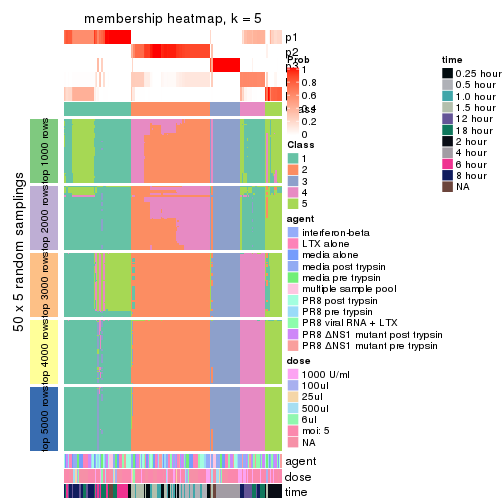 membership heatmap, k = 5
p1
p2
p3
Prob
1
0.8
0.6
0.4
0.2
0
Class
1
2
3
4
5
agent
interferon-beta
LTX alone
media alone
media post trypsin
media pre trypsin
multiple sample pool
PR8 post trypsin
PR8 pre trypsin
PR8 viral RNA + LTX
PR8 ΔNS1 mutant post trypsin
PR8 ΔNS1 mutant pre trypsin
dose
1000 U/ml
100ul
25ul
500ul
6ul
moi: 5
NA
time
0.25 hour
0.5 hour
1.0 hour
1.5 hour
12 hour
18 hour
2 hour
4 hour
6 hour
8 hour
NA
50 x 5 random samplings
top 1000 rows
top 2000 rows
top 3000 rows
top 4000 rows
top 5000 rows
agent
dose
time